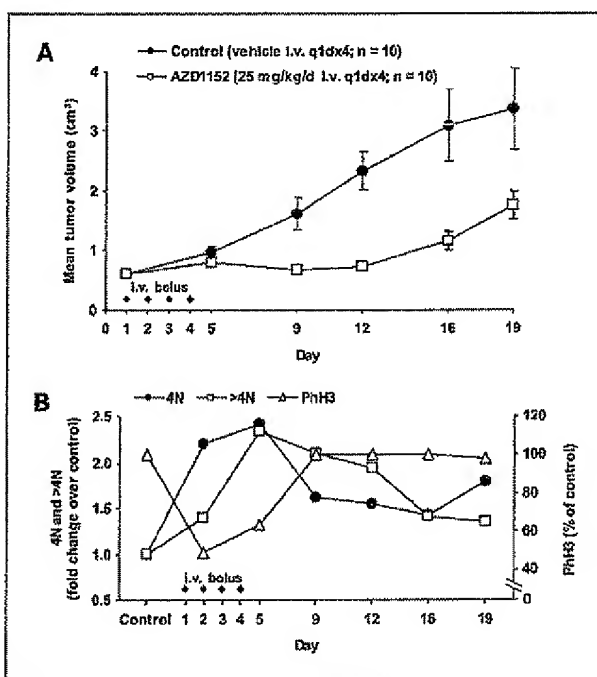 A
Control (vehicle i.v. q1dx4; n = 10)
AZD1152 (25 mg/kg/d i.v. q1dx4; n = 10)
Mean tumor volume (cm³)
4
3
2
1
0
i.v. bolus
0 1 2 3 4 5 9 12 16 19
Day
B
4N >4N PhH3
4N and >4N
(fold change over control)
2.5
2.0
1.5
1.0
0.5
i.v. bolus
Control 1 2 3 4 5 9 12 16 19
Day
120
100
80
60
40
0
PhH3 (% of control)